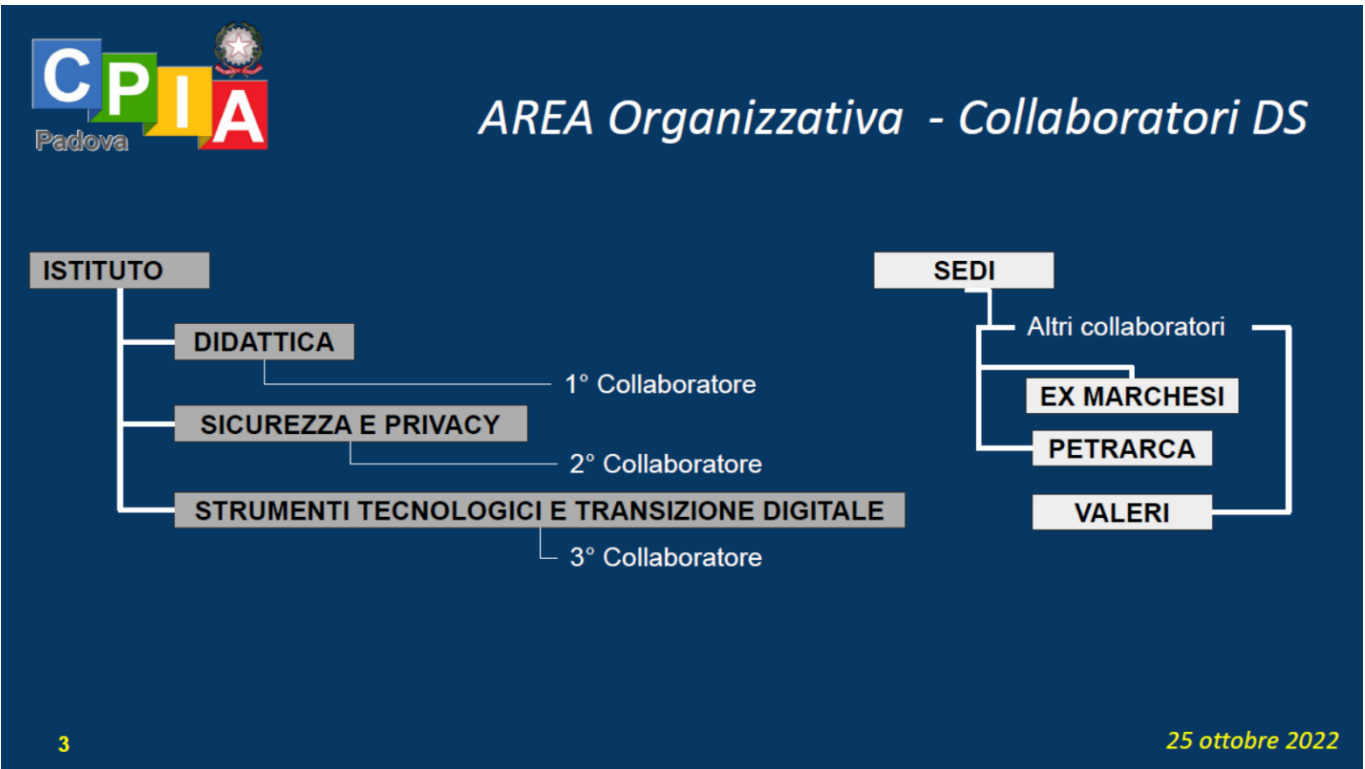 CPIA
Padova
AREA Organizzativa - Collaboratori DS
ISTITUTO
DIDATTICA
1° Collaboratore
SICUREZZA E PRIVACY
2° Collaboratore
STRUMENTI TECNOLOGICI E TRANSIZIONE DIGITALE
3° Collaboratore
SEDI
Altri collaboratori
EX MARCHESI
PETRARCA
VALERI
3
25 ottobre 2022